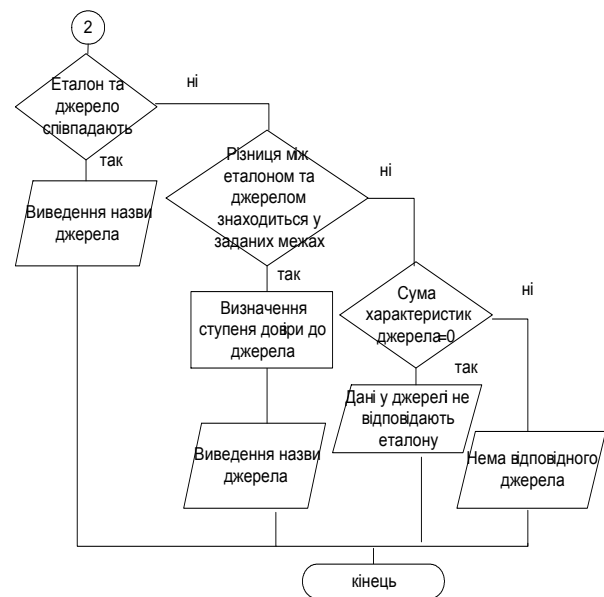 2
Еталон та
джерело
співпадають
ні
так
Виведення назви
джерела
Різниця між
еталоном та
джерелом
знаходиться у
заданих межах
ні
так
Визначення
ступеня довіри до
джерела
Виведення назви
джерела
Сума
характеристик
джерела=0
ні
так
Дані у джерелі не
відповідають
еталону
Нема відповідного
джерела
кінець